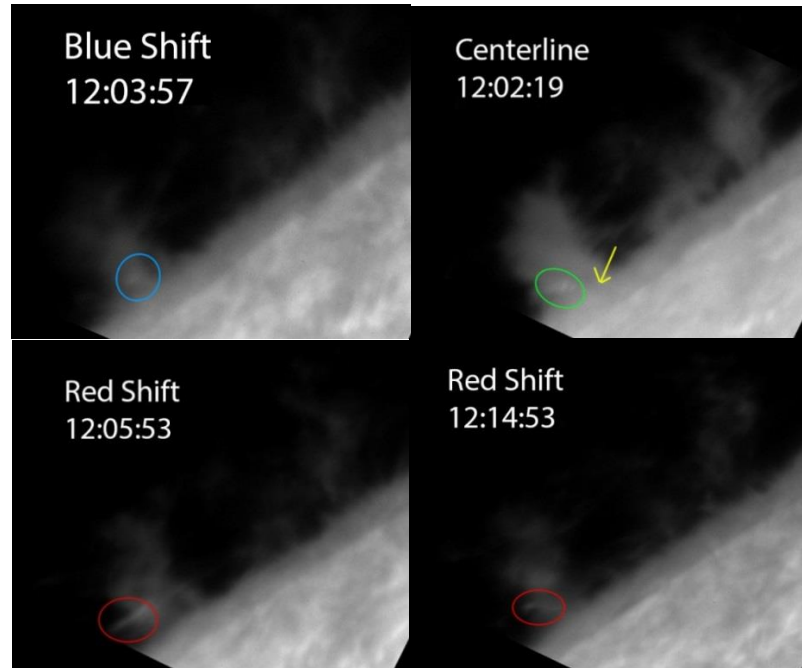 Blue Shift
12:03:57
Centerline
12:02:19
Red Shift
12:05:53
Red Shift
12:14:53